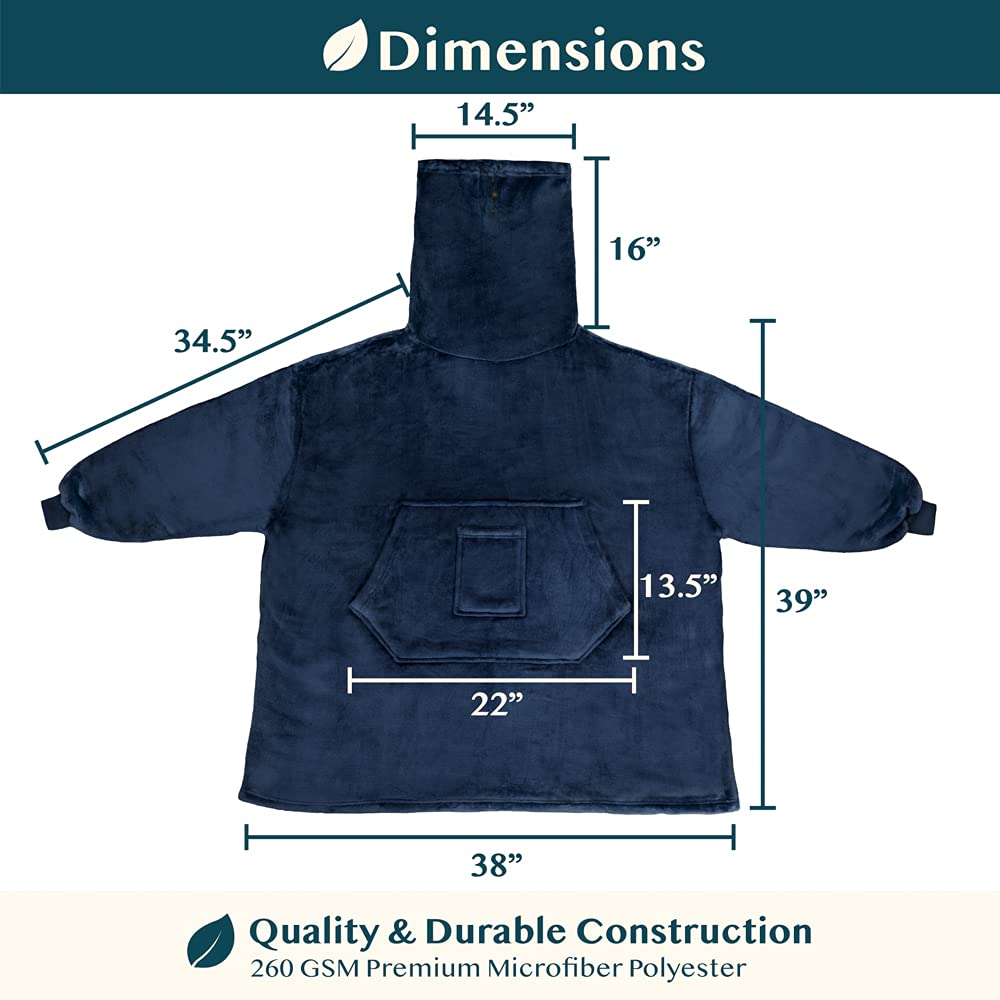 Dimensions
14.5”
16”
34.5”
13.5”
39”
22”
38”
Quality & Durable Construction
260 GSM Premium Microfiber Polyester